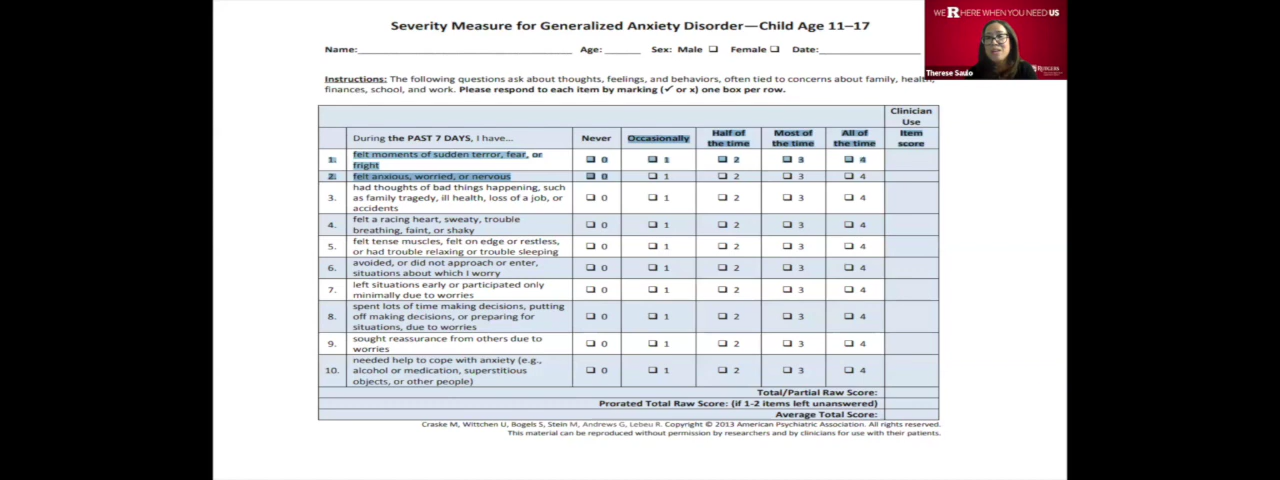 Severity Measure for Generalized Anxiety Disorder—Child Age 11–17
WE R HERE WHEN YOU NEED US
Therese Saulo
RUTGERS
Name: Age: Sex: Male ❏ Female ❏ Date:
Instructions: The following questions ask about thoughts, feelings, and behaviors, often tied to concerns about family, health,
finances, school, and work. Please respond to each item by marking (✓ or x) one box per row.
Clinician
Use
During the PAST 7 DAYS, I have… Never Occasionally Half of the time Most of the time All of the time Item score
1. felt moments of sudden terror, fear, or
fright ❏ 0 ❏ 1 ❏ 2 ❏ 3 ❏ 4
2. felt anxious, worried, or nervous ❏ 0 ❏ 1 ❏ 2 ❏ 3 ❏ 4
3. had thoughts of bad things happening, such
as family tragedy, ill health, loss of a job, or
accidents ❏ 0 ❏ 1 ❏ 2 ❏ 3 ❏ 4
4. felt a racing heart, sweaty, trouble
breathing, faint, or shaky ❏ 0 ❏ 1 ❏ 2 ❏ 3 ❏ 4
5. felt tense muscles, felt on edge or restless,
or had trouble relaxing or trouble sleeping ❏ 0 ❏ 1 ❏ 2 ❏ 3 ❏ 4
6. avoided, or did not approach or enter,
situations about which I worry ❏ 0 ❏ 1 ❏ 2 ❏ 3 ❏ 4
7. left situations early or participated only
minimally due to worries ❏ 0 ❏ 1 ❏ 2 ❏ 3 ❏ 4
8. spent lots of time making decisions, putting
off making decisions, or preparing for
situations, due to worries ❏ 0 ❏ 1 ❏ 2 ❏ 3 ❏ 4
9. sought reassurance from others due to
worries ❏ 0 ❏ 1 ❏ 2 ❏ 3 ❏ 4
10. needed help to cope with anxiety (e.g.,
alcohol or medication, superstitious
objects, or other people) ❏ 0 ❏ 1 ❏ 2 ❏ 3 ❏ 4
Total/Partial Raw Score:
Prorated Total Raw Score: (if 1-2 items left unanswered)
Average Total Score:
Craske M, Wittchen U, Bogels S, Stein M, Andrews G, Lebeu R. Copyright © 2013 American Psychiatric Association. All rights reserved.
This material can be reproduced without permission by researchers and by clinicians for use with their patients.